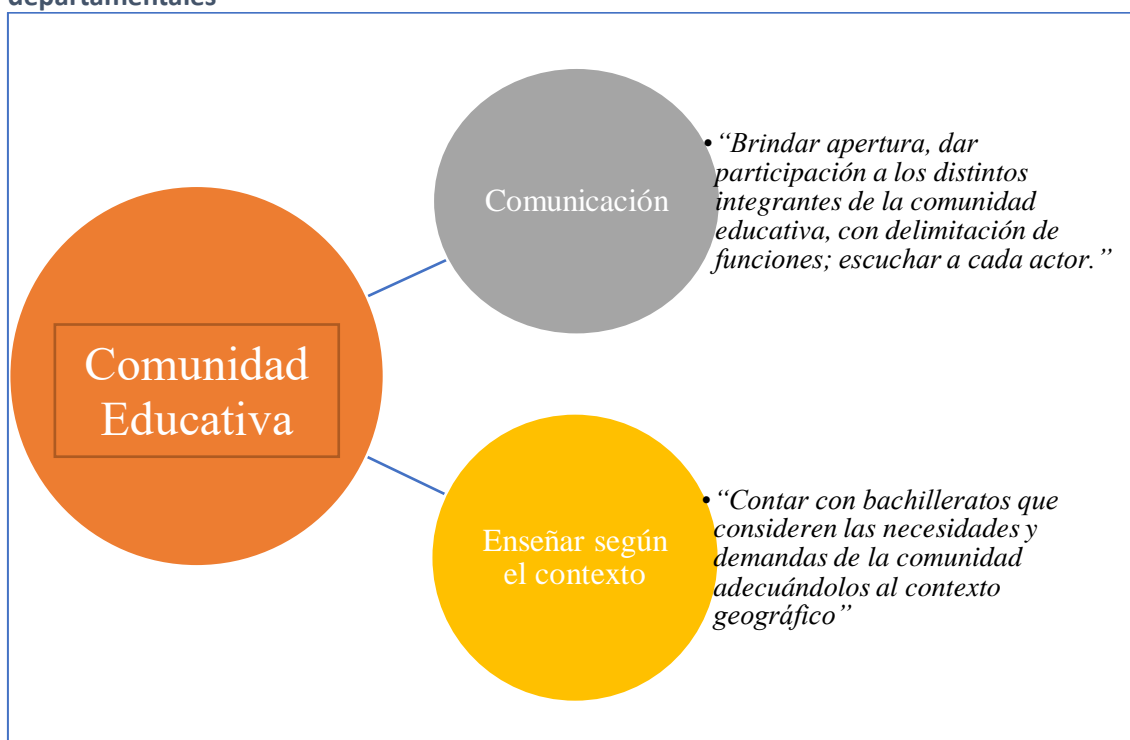 departamentales
Comunidad
Educativa
Comunicación
•“Brindar apertura, dar
participación a los distintos
integrantes de la comunidad
educativa, con delimitación de
funciones; escuchar a cada actor.”
Enseñar según
el contexto
•“Contar con bachilleratos que
consideren las necesidades y
demandas de la comunidad
adecuándolos al contexto
geográfico”